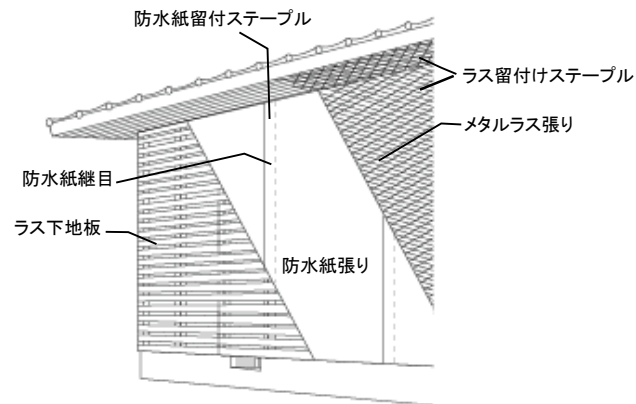 防水紙留付ステープル
ラス留付けステープル
メタルラス張り
防水紙継目
ラス下地板
防水紙張り